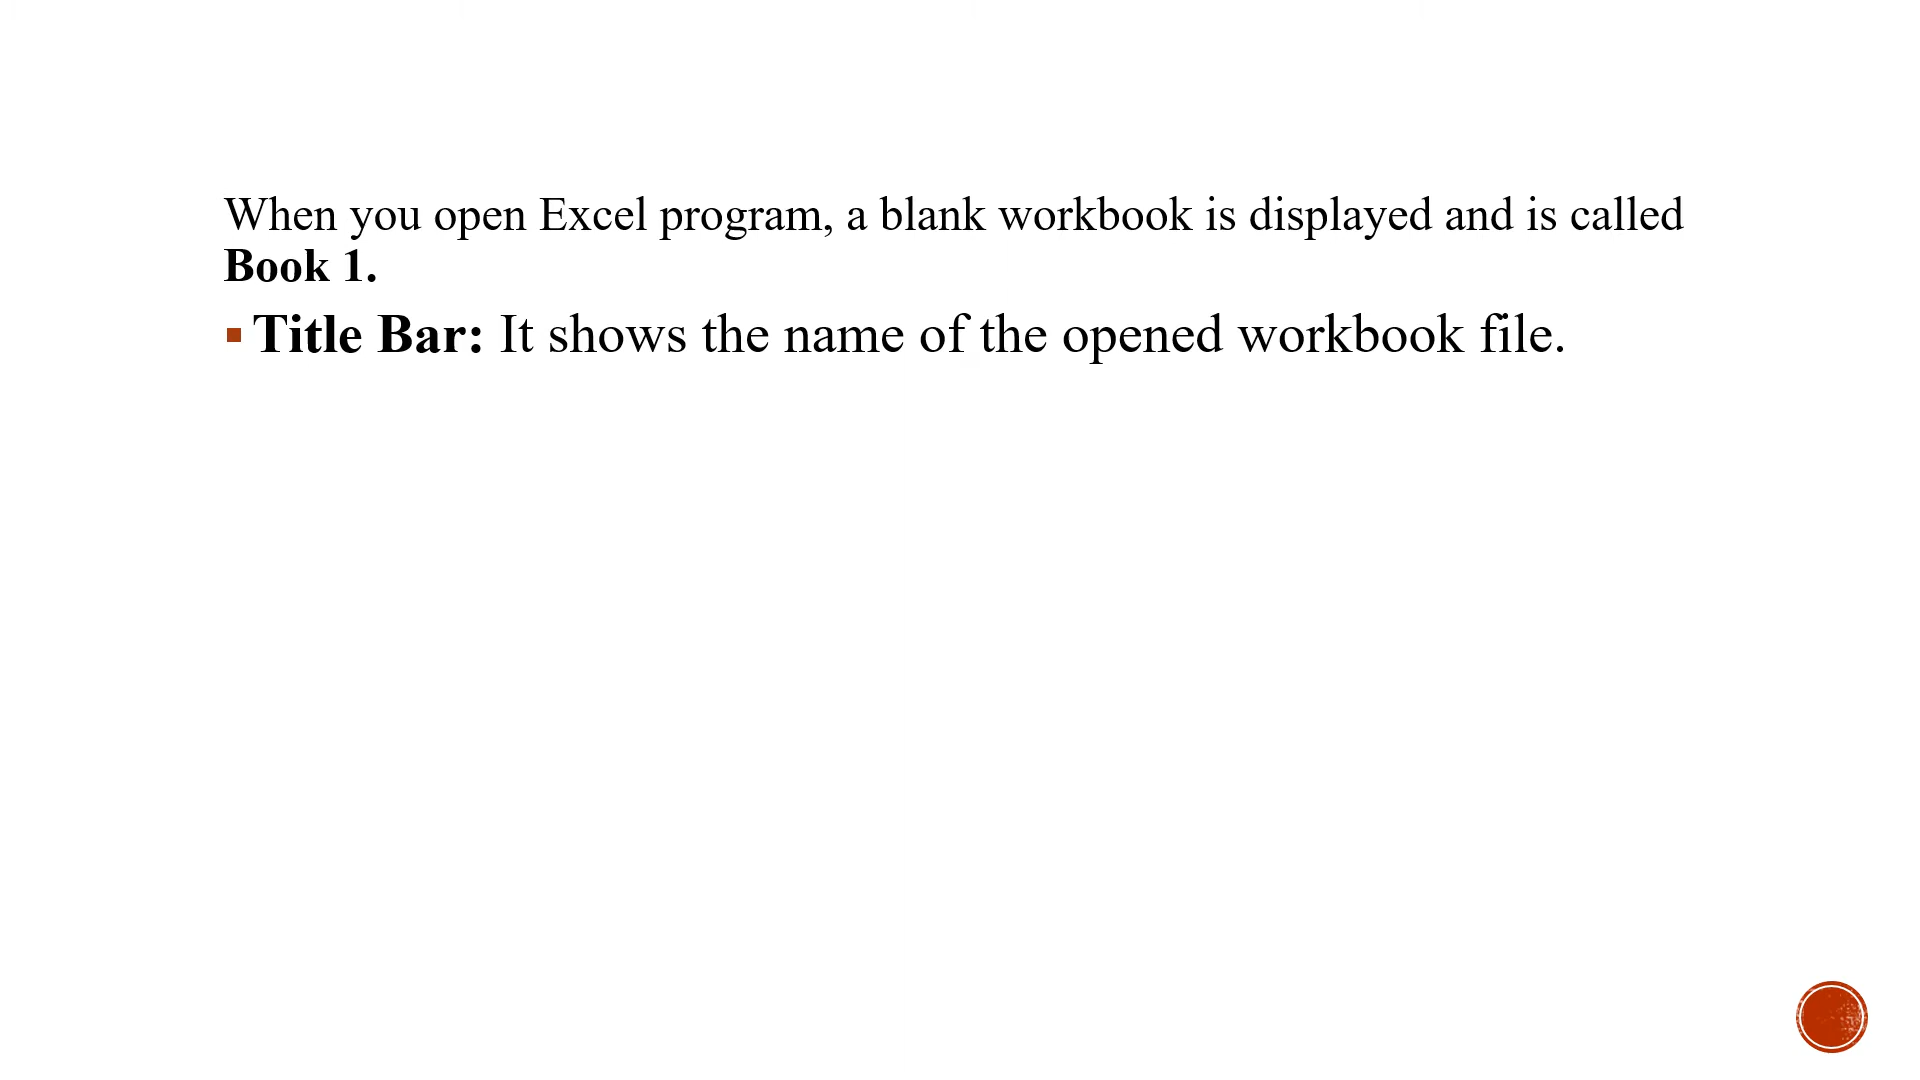 When you open Excel program, a blank workbook is displayed and is called
Book 1.
▪ Title Bar: It shows the name of the opened workbook file.